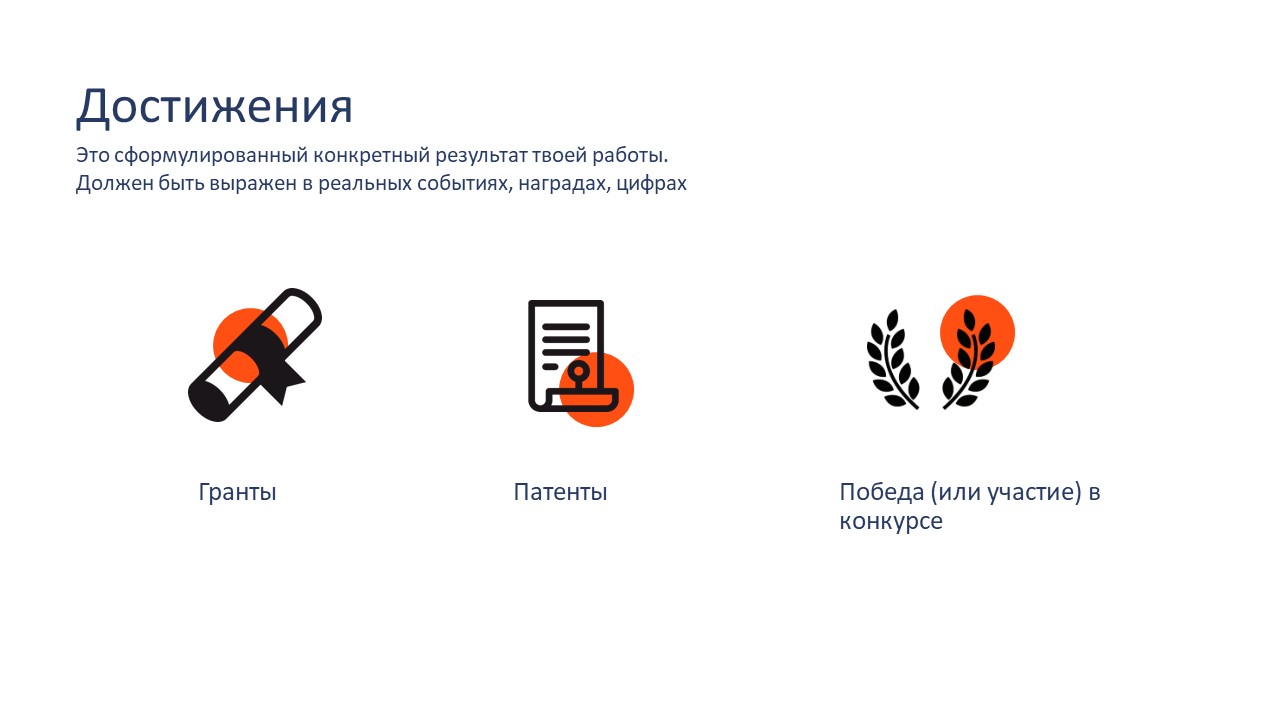 Достижения
Это сформулированный конкретный результат твоей работы.
Должен быть выражен в реальных событиях, наградах, цифрах
Гранты
Патенты
Победа (или участие) в
конкурсе